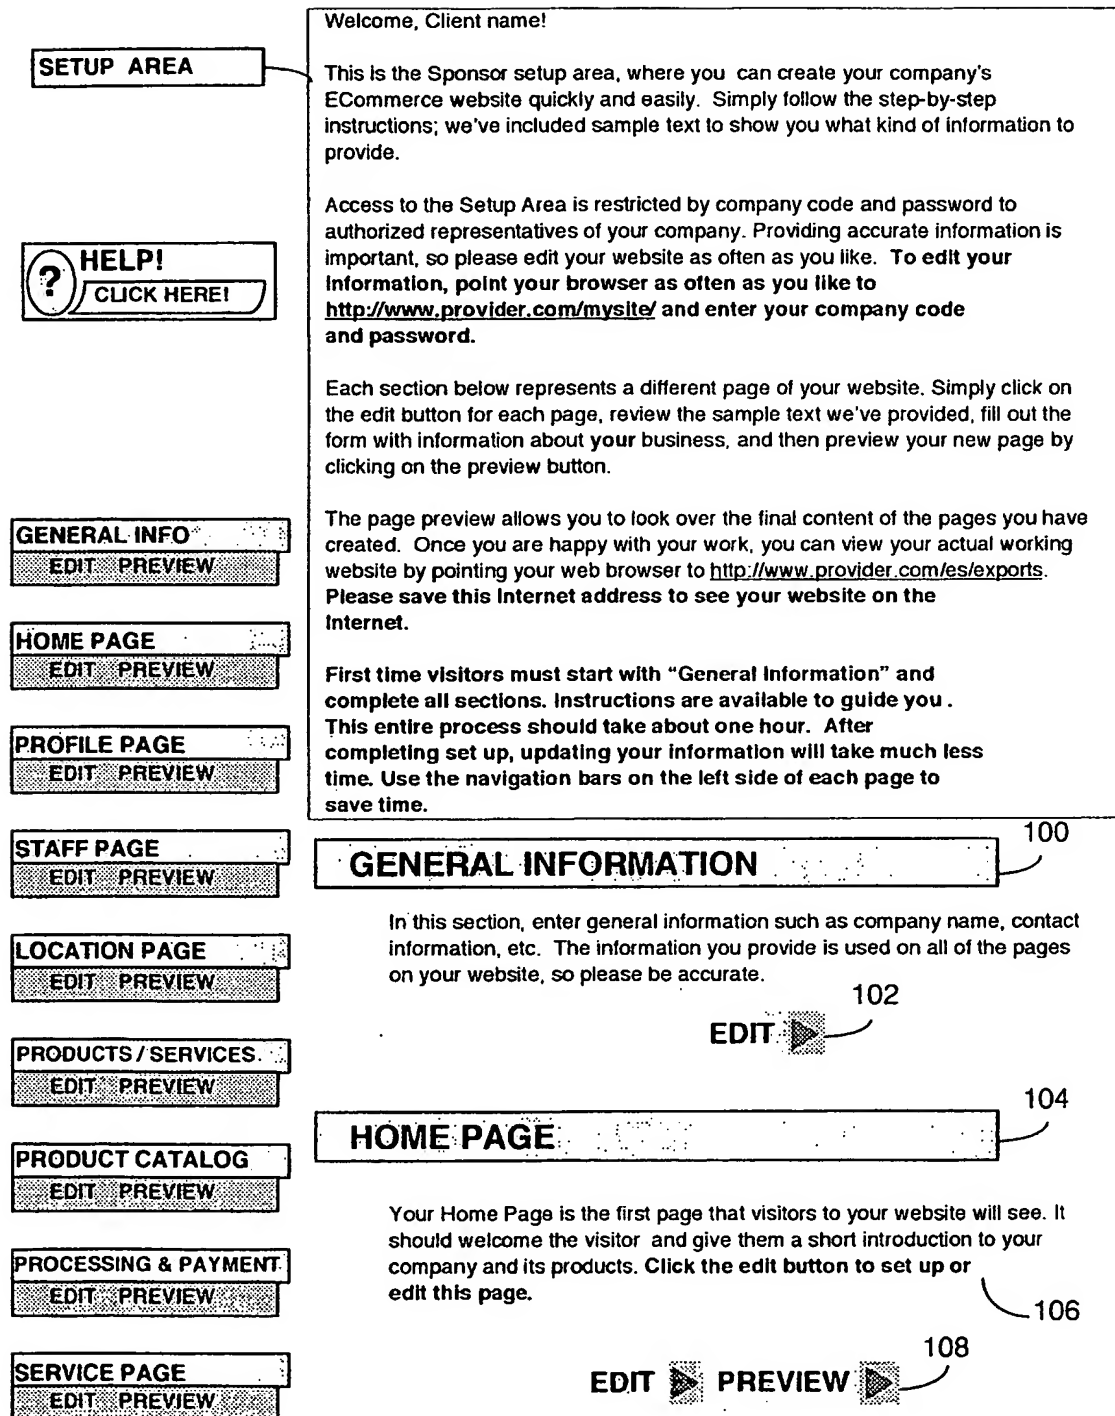 SETUP AREA
HELP!
?
CLICK HERE!
GENERAL INFO
EDIT PREVIEW
HOME PAGE
EDIT PREVIEW
PROFILE PAGE
EDIT PREVIEW
STAFF PAGE
EDIT PREVIEW
LOCATION PAGE
EDIT PREVIEW
PRODUCTS / SERVICES
EDIT PREVIEW
PRODUCT CATALOG
EDIT PREVIEW
PROCESSING & PAYMENT
EDIT PREVIEW
SERVICE PAGE
EDIT PREVIEW
Welcome, Client name!
This is the Sponsor setup area, where you can create your company's
ECommerce website quickly and easily. Simply follow the step-by-step
instructions; we've included sample text to show you what kind of information to
provide.
Access to the Setup Area is restricted by company code and password to
authorized representatives of your company. Providing accurate information is
important, so please edit your website as often as you like. To edit your
Information, point your browser as often as you like to
http://www.provider.com/mysite/ and enter your company code
and password.
Each section below represents a different page of your website. Simply click on
the edit button for each page, review the sample text we've provided, fill out the
form with information about your business, and then preview your new page by
clicking on the preview button.
The page preview allows you to look over the final content of the pages you have
created. Once you are happy with your work, you can view your actual working
website by pointing your web browser to http://www.provider.com/es/exports.
Please save this Internet address to see your website on the
Internet.
First time visitors must start with "General Information" and
complete all sections. Instructions are available to guide you .
This entire process should take about one hour. After
completing set up, updating your information will take much less
time. Use the navigation bars on the left side of each page to
save time.
100
GENERAL INFORMATION
In this section, enter general information such as company name, contact
information, etc. The information you provide is used on all of the pages
on your website, so please be accurate.
102
EDIT
104
HOME PAGE
Your Home Page is the first page that visitors to your website will see. It
should welcome the visitor and give them a short introduction to your
company and its products. Click the edit button to set up or
edit this page.
106
108
EDIT PREVIEW